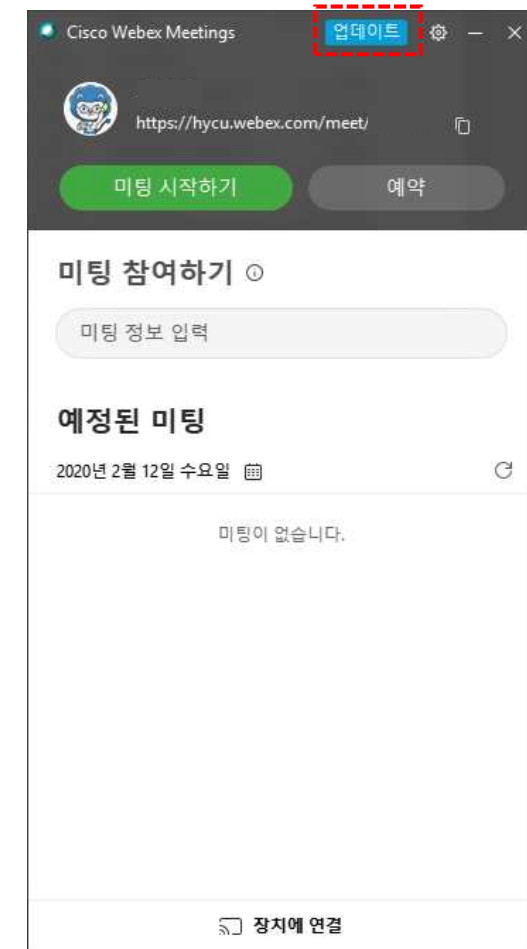 Cisco Webex Meetings 업데이트
https://hycu.webex.com/meet/
미팅 시작하기 예약
미팅 참여하기
미팅 정보 입력
예정된 미팅
2020년 2월 12일 수요일
미팅이 없습니다.
장치에 연결